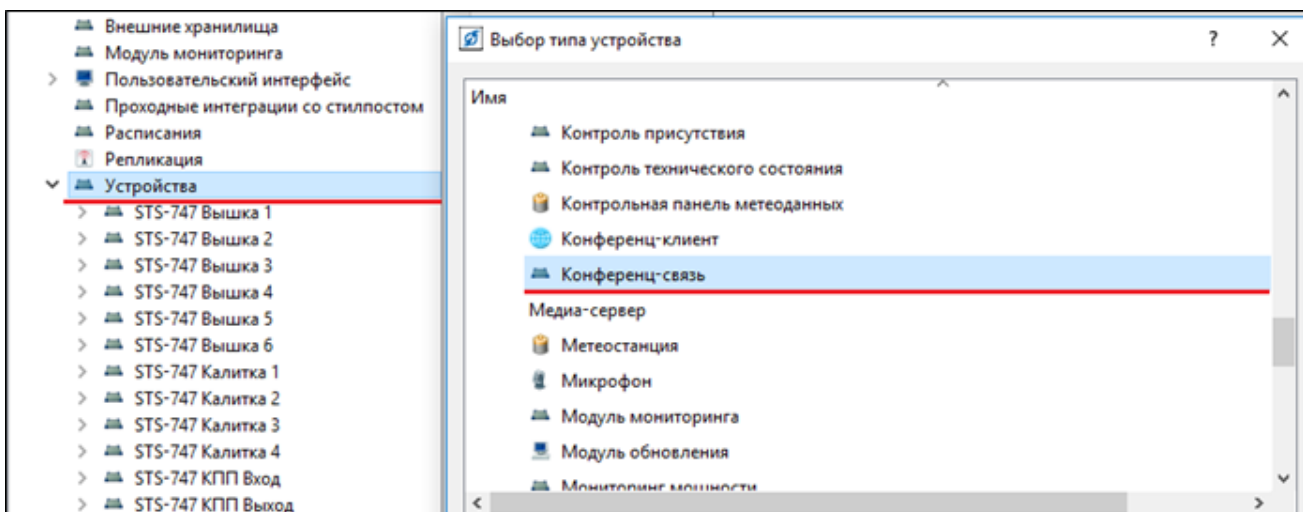 Внешние хранилища
Модуль мониторинга
Пользовательский интерфейс
Проходные интеграции со стилпостом
Расписания
Репликация
Устройства
STS-747 Вышка 1
STS-747 Вышка 2
STS-747 Вышка 3
STS-747 Вышка 4
STS-747 Вышка 5
STS-747 Вышка 6
STS-747 Калитка 1
STS-747 Калитка 2
STS-747 Калитка 3
STS-747 Калитка 4
STS-747 КПП Вход
STS-747 КПП Выход
Выбор типа устройства
Имя
Контроль присутствия
Контроль технического состояния
Контрольная панель метеоданных
Конференц-клиент
Конференц-связь
Медиа-сервер
Метеостанция
Микрофон
Модуль мониторинга
Модуль обновления
Мониторинг мощности